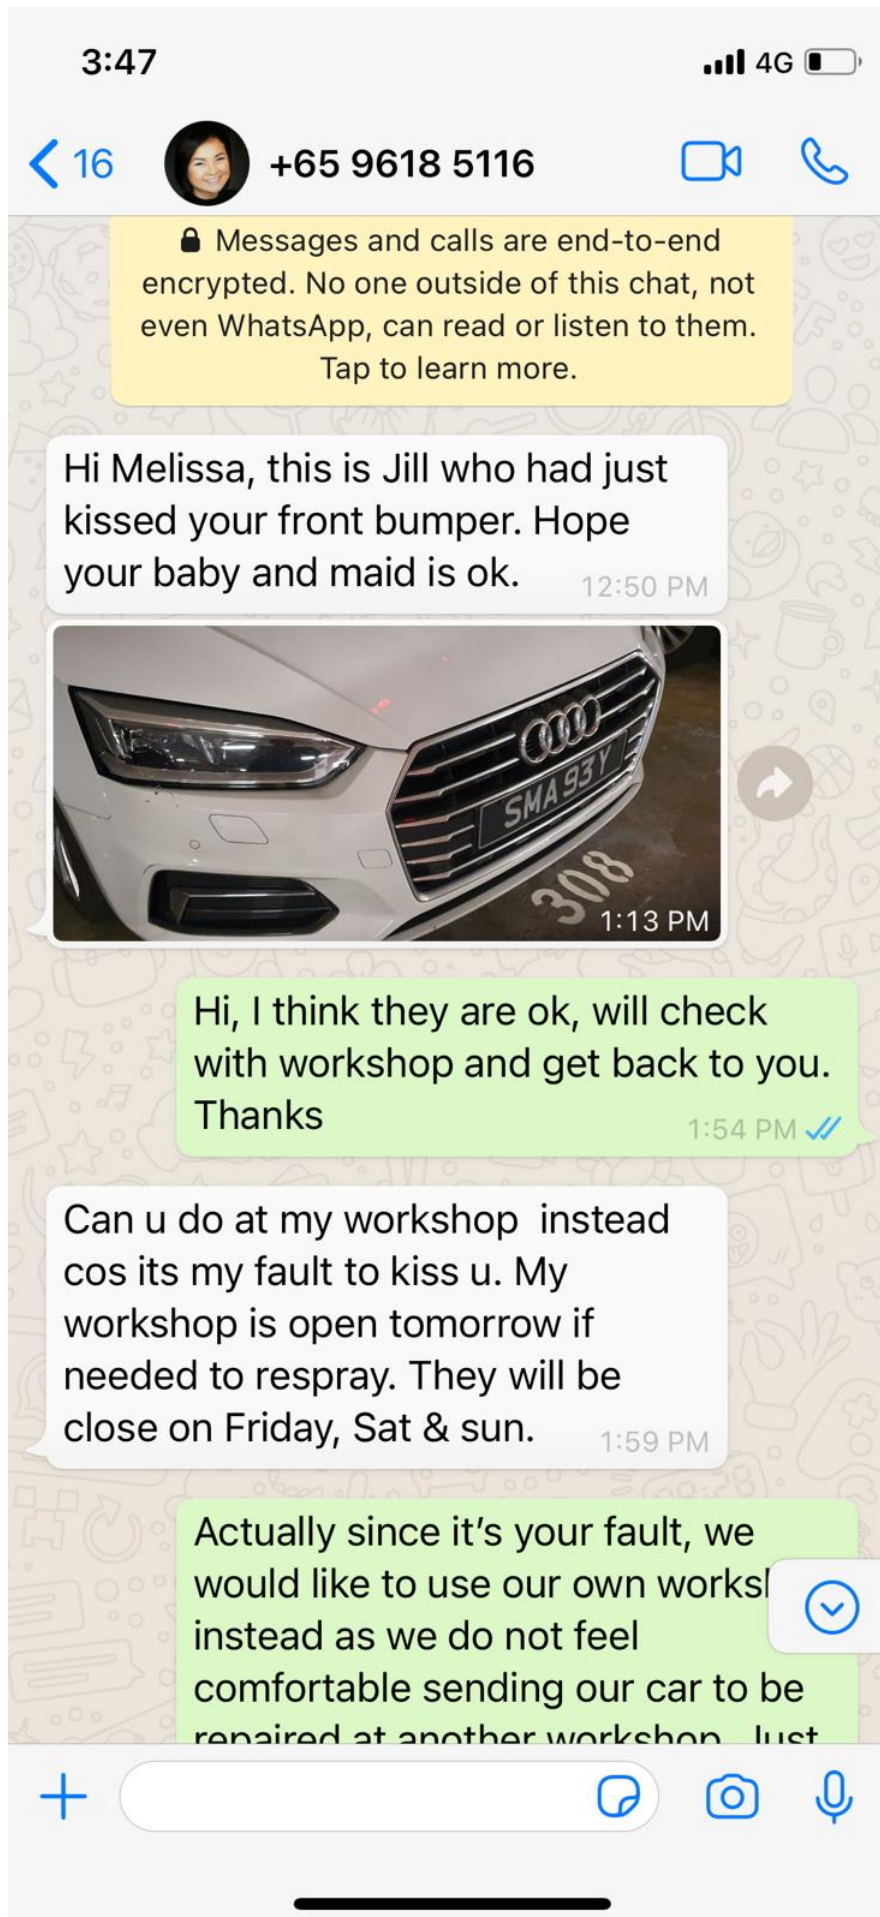 3:47
4G
16
+65 9618 5116
Messages and calls are end-to-end
encrypted. No one outside of this chat, not
even WhatsApp, can read or listen to them.
Tap to learn more.
Hi Melissa, this is Jill who had just
kissed your front bumper. Hope
your baby and maid is ok.
12:50 PM
SMA 93 Y
308
1:13 PM
Hi, I think they are ok, will check
with workshop and get back to you.
Thanks
1:54 PM
Can u do at my workshop  instead
cos its my fault to kiss u. My
workshop is open tomorrow if
needed to respray. They will be
close on Friday, Sat & sun.
1:59 PM
Actually since it’s your fault, we
would like to use our own
instead as we do not feel
comfortable sending our car to be
repaired at another workshop. Just